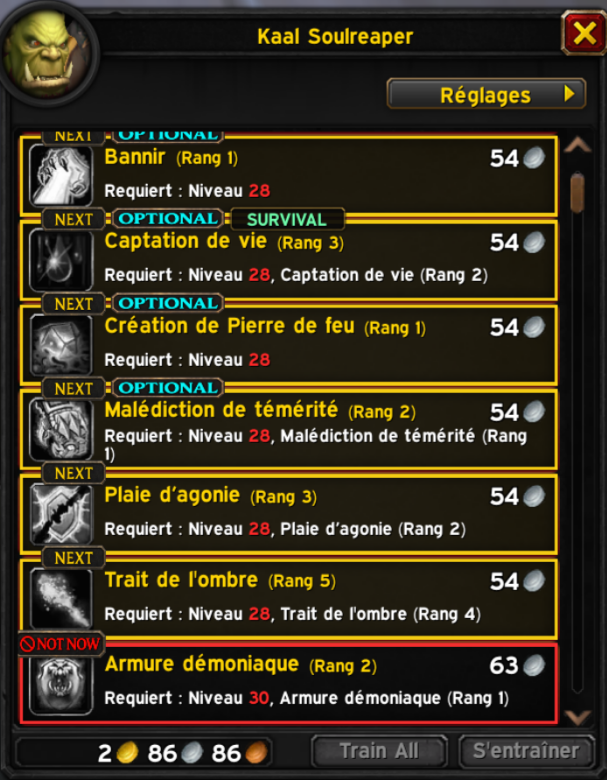 Kaal Soulreaper
Réglages
NEXT OPTIONAL
Bannir (Rang 1) 54
Requiert : Niveau 28
NEXT OPTIONAL SURVIVAL
Captation de vie (Rang 3) 54
Requiert : Niveau 28, Captation de vie (Rang 2)
NEXT OPTIONAL
Création de Pierre de feu (Rang 1) 54
Requiert : Niveau 28
NEXT OPTIONAL
Malédiction de témérité (Rang 2) 54
Requiert : Niveau 28, Malédiction de témérité (Rang
1)
NEXT
Plaie d'agonie (Rang 3) 54
Requiert : Niveau 28, Plaie d'agonie (Rang 2)
NEXT
Trait de l'ombre (Rang 5) 54
Requiert : Niveau 28, Trait de l'ombre (Rang 4)
NOT NOW
Armure démoniaque (Rang 2) 63
Requiert : Niveau 30, Armure démoniaque (Rang 1)
2 86 86 Train All S'entraîner